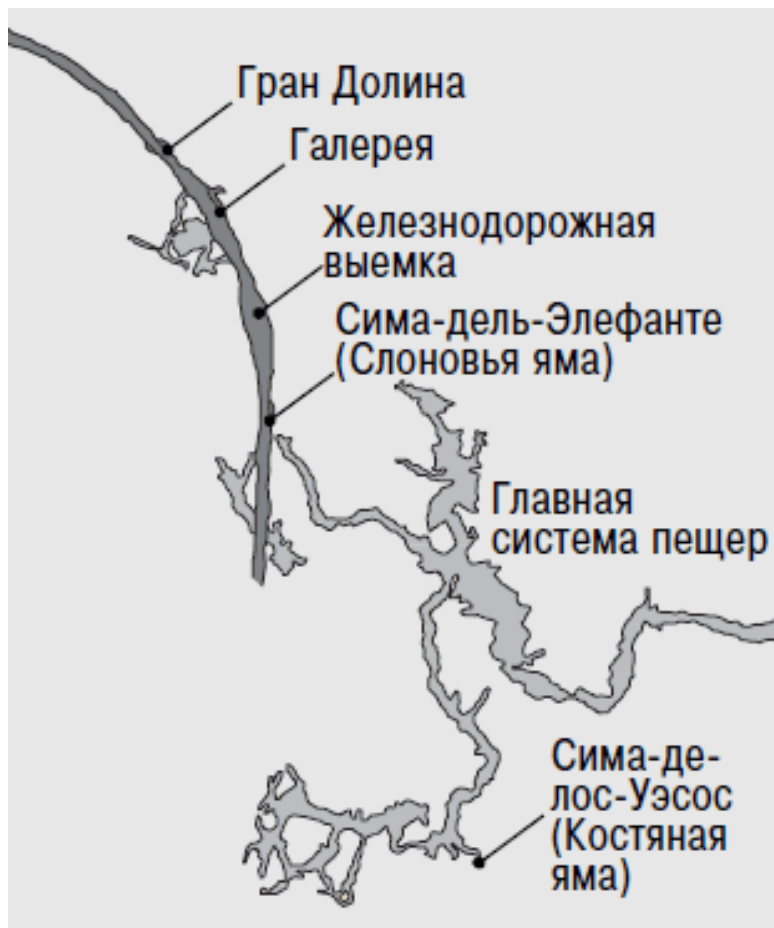 Гран Долина
Галерея
Железнодорожная
выемка
Сима-дель-Элефанте
(Слоновья яма)
Главная
система пещер
Сима-де-
лос-Уэсос
(Костяная
яма)